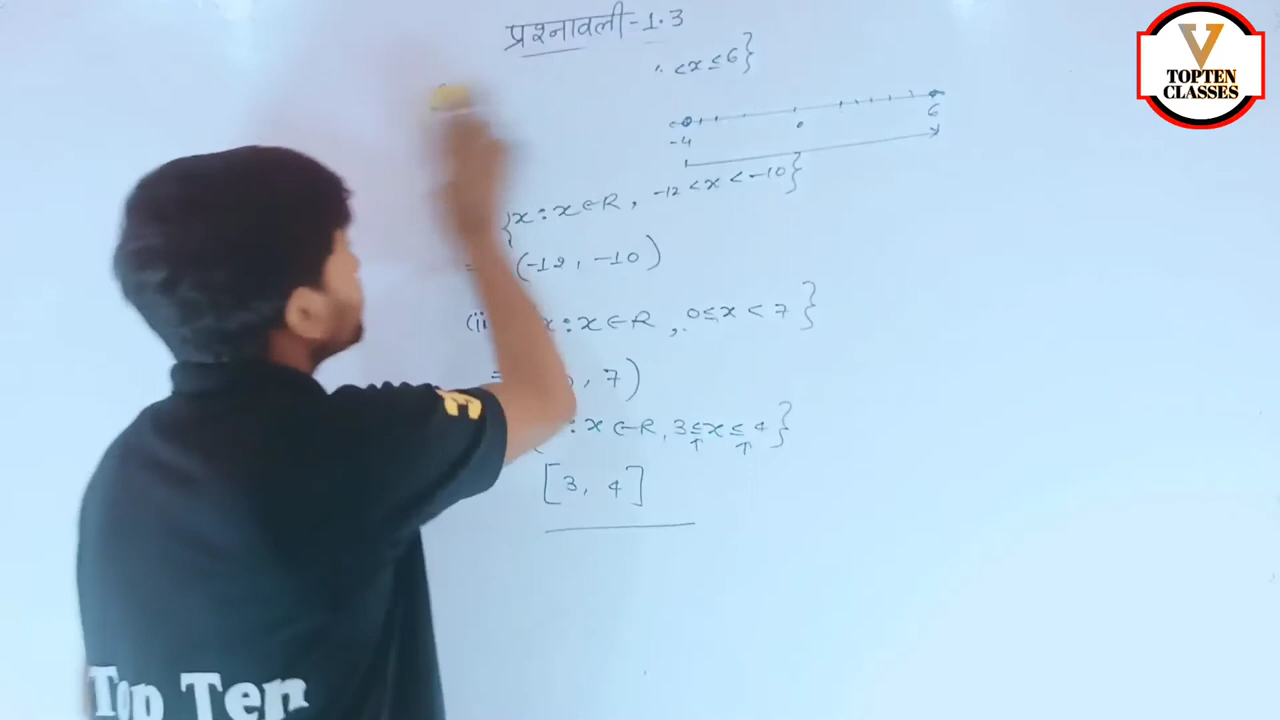 प्रश्नावली-1.3
< x ≤ 6}
-4 0 6
{x : x ∈ R, -12 < x < -10}
(-12, -10)
(ii x : x ∈ R, 0 ≤ x < 7}
= , 7)
: x ∈ R, 3 ≤ x ≤ 4}
[3, 4]
V
TOPTEN
CLASSES
Top Ten